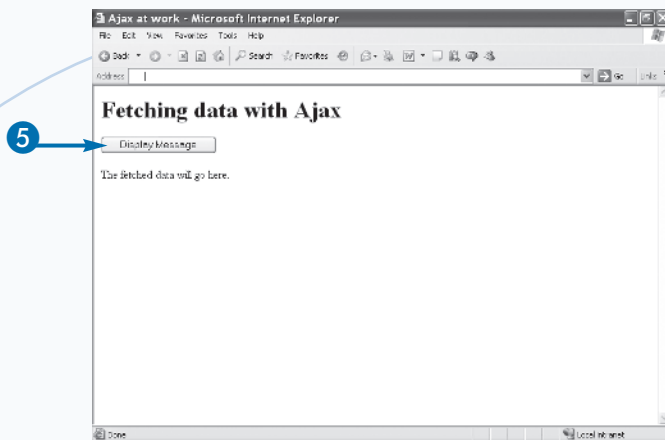 Ajax at work - Microsoft Internet Explorer
File Edit View Favorites Tools Help
Back Search Favorites
Address Go Links
Fetching data with Ajax
5
Display Message
The fetched data will go here.
Done Local intranet